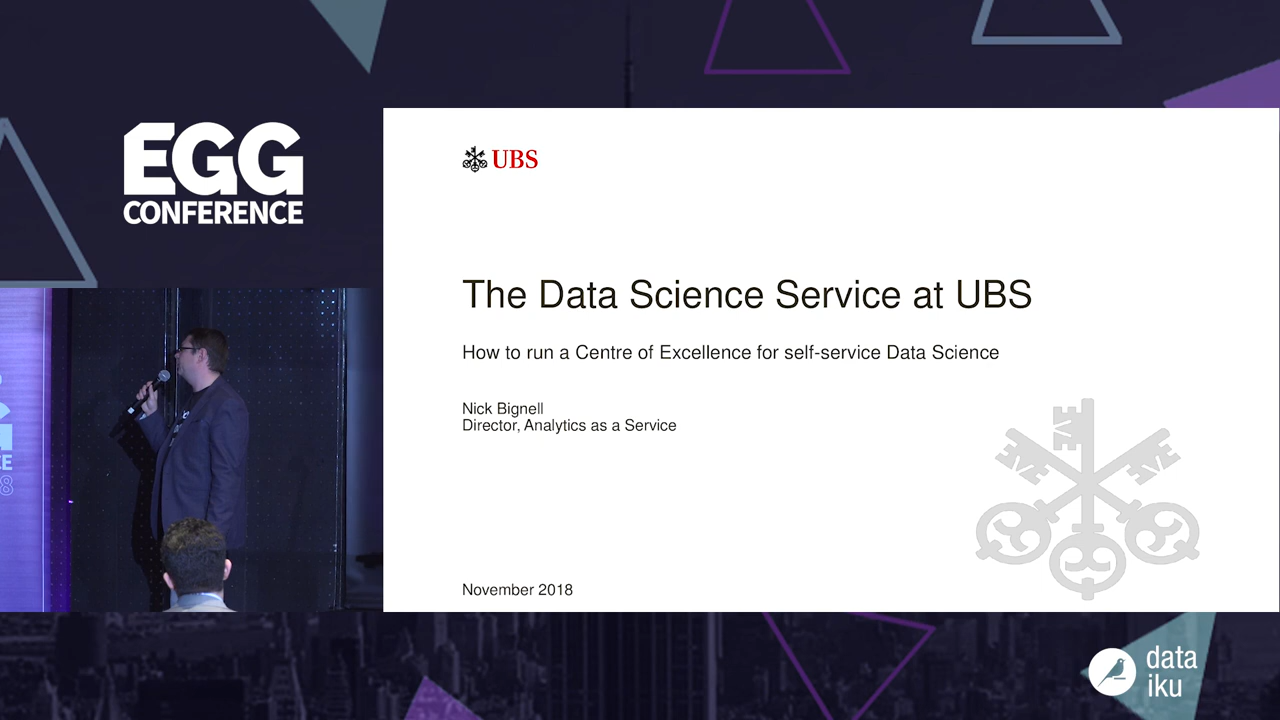 EGG
CONFERENCE
UBS
The Data Science Service at UBS
How to run a Centre of Excellence for self-service Data Science
Nick Bignell
Director, Analytics as a Service
November 2018
data
iku